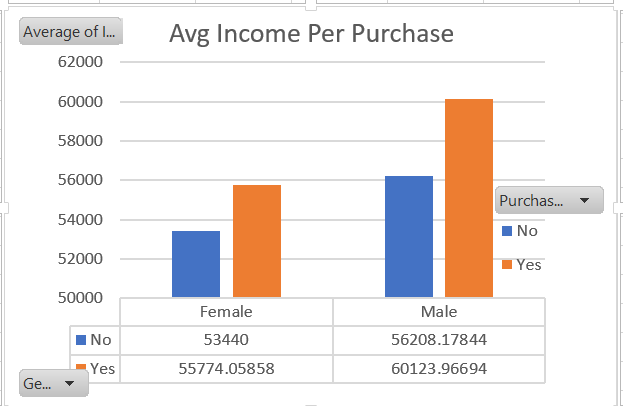 Average of I...
Avg Income Per Purchase
62000
60000
58000
56000
54000
52000
50000
Purchas...
No
Yes
Female Male
No 53440 56208.17844
Yes 55774.05858 60123.96694
Ge...